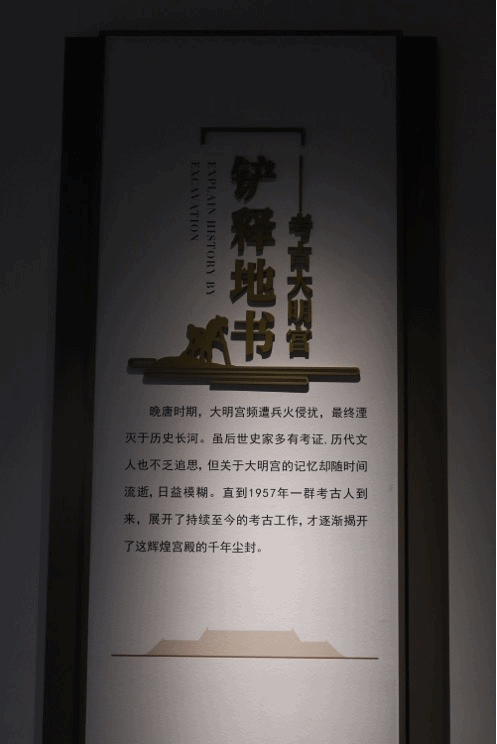 考古大明宫
铲释地书
EXPLAIN HISTORY BY
EXCAVATION
晚唐时期，大明宫频遭兵火侵扰，最终湮
灭于历史长河。虽后世史家多有考证，历代文
人也不乏追思，但关于大明宫的记忆却随时间
流逝，日益模糊。直到1957年一群考古人到
来，展开了持续至今的考古工作，才逐渐揭开
了这辉煌宫殿的千年尘封。